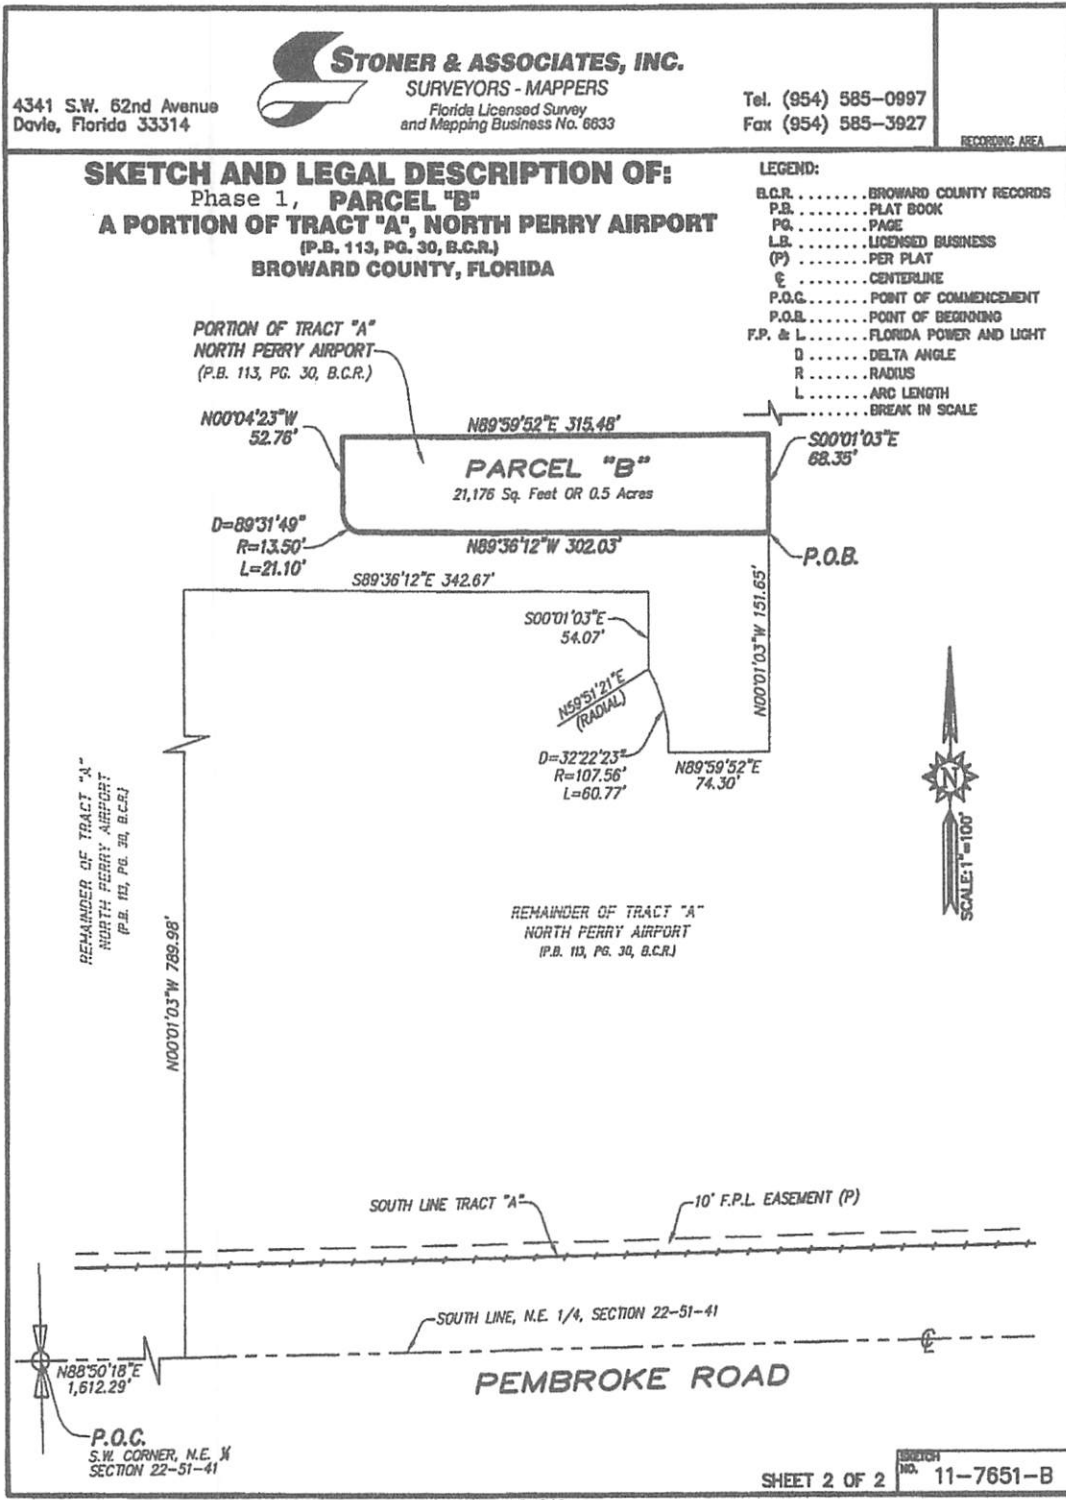 STONER & ASSOCIATES, INC.
SURVEYORS - MAPPERS
Florida Licensed Survey
and Mapping Business No. 6633
4341 S.W. 62nd Avenue
Davie, Florida 33314
Tel. (954) 585-0997
Fax (954) 585-3927
RECORDING AREA
SKETCH AND LEGAL DESCRIPTION OF:
Phase 1, PARCEL "B"
A PORTION OF TRACT "A", NORTH PERRY AIRPORT
(P.B. 113, PG. 30, B.C.R.)
BROWARD COUNTY, FLORIDA
LEGEND:
B.C.R. ........ BROWARD COUNTY RECORDS
P.B. ........ PLAT BOOK
PG. ........ PAGE
L.B. ........ LICENSED BUSINESS
(P) ........ PER PLAT
℄ ........ CENTERLINE
P.O.C. ........ POINT OF COMMENCEMENT
P.O.B. ........ POINT OF BEGINNING
F.P. & L ........ FLORIDA POWER AND LIGHT
D ........ DELTA ANGLE
R ........ RADIUS
L ........ ARC LENGTH
........ BREAK IN SCALE
PORTION OF TRACT "A"
NORTH PERRY AIRPORT
(P.B. 113, PG. 30, B.C.R.)
N00°04'23"W
52.76'
N89°59'52"E 315.48'
S00°01'03"E
68.35'
PARCEL "B"
21,176 Sq. Feet OR 0.5 Acres
D=89°31'49"
R=13.50'
L=21.10'
N89°36'12"W 302.03'
P.O.B.
S89°36'12"E 342.67'
S00°01'03"E
54.07'
N00°01'03"W 151.65'
N59°51'21"E
(RADIAL)
D=32°22'23"
R=107.56'
L=60.77'
N89°59'52"E
74.30'
N
SCALE: 1"=100'
REMAINDER OF TRACT "A"
NORTH PERRY AIRPORT
(P.B. 113, PG. 30, B.C.R.)
N00°01'03"W 789.98'
REMAINDER OF TRACT "A"
NORTH PERRY AIRPORT
(P.B. 113, PG. 30, B.C.R.)
SOUTH LINE TRACT "A"
10' F.P.L. EASEMENT (P)
SOUTH LINE, N.E. 1/4, SECTION 22-51-41
℄
N88°50'18"E
1,612.29'
PEMBROKE ROAD
P.O.C.
S.W. CORNER, N.E. ¼
SECTION 22-51-41
SHEET 2 OF 2
SKETCH
NO. 11-7651-B